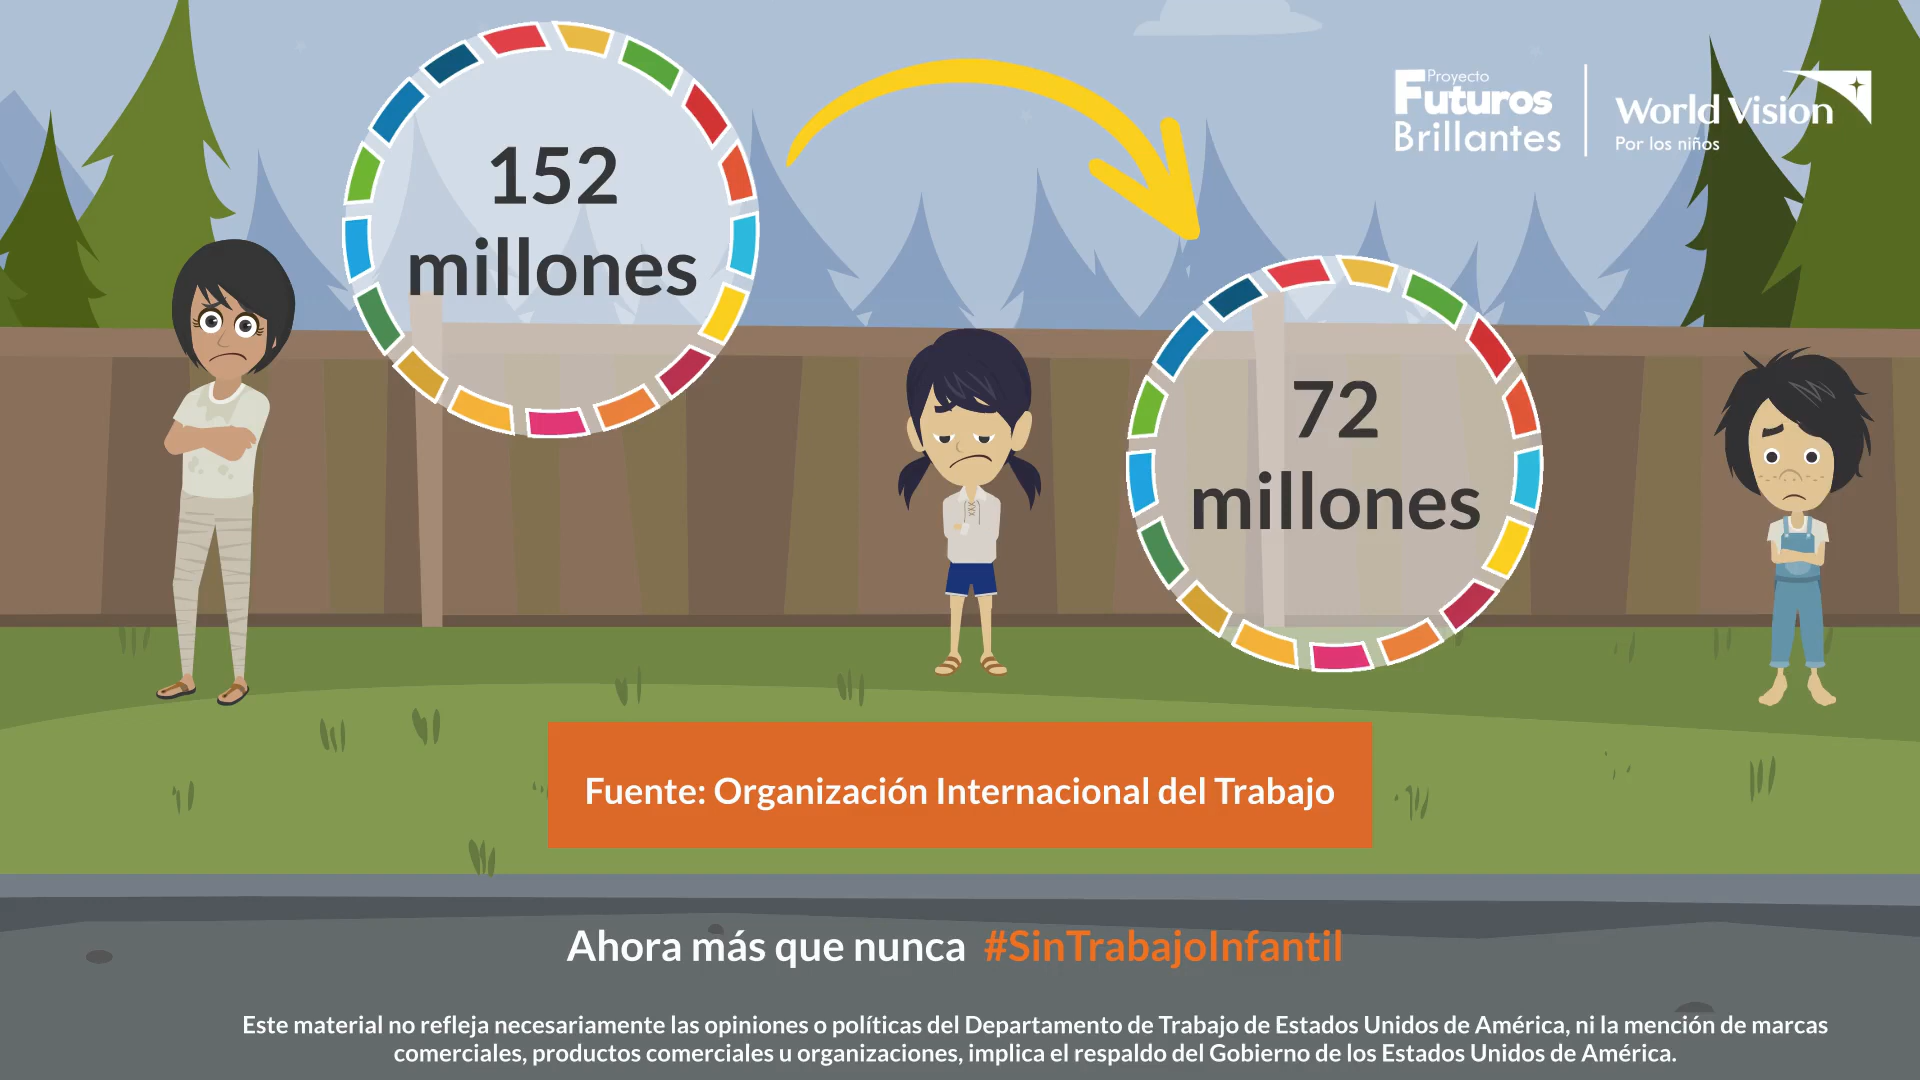 152
millones
Proyecto
Futuros
Brillantes
World Vision
Por los niños
72
millones
Fuente: Organización Internacional del Trabajo
Ahora más que nunca #SinTrabajoInfantil
Este material no refleja necesariamente las opiniones o políticas del Departamento de Trabajo de Estados Unidos de América, ni la mención de marcas
comerciales, productos comerciales u organizaciones, implica el respaldo del Gobierno de los Estados Unidos de América.